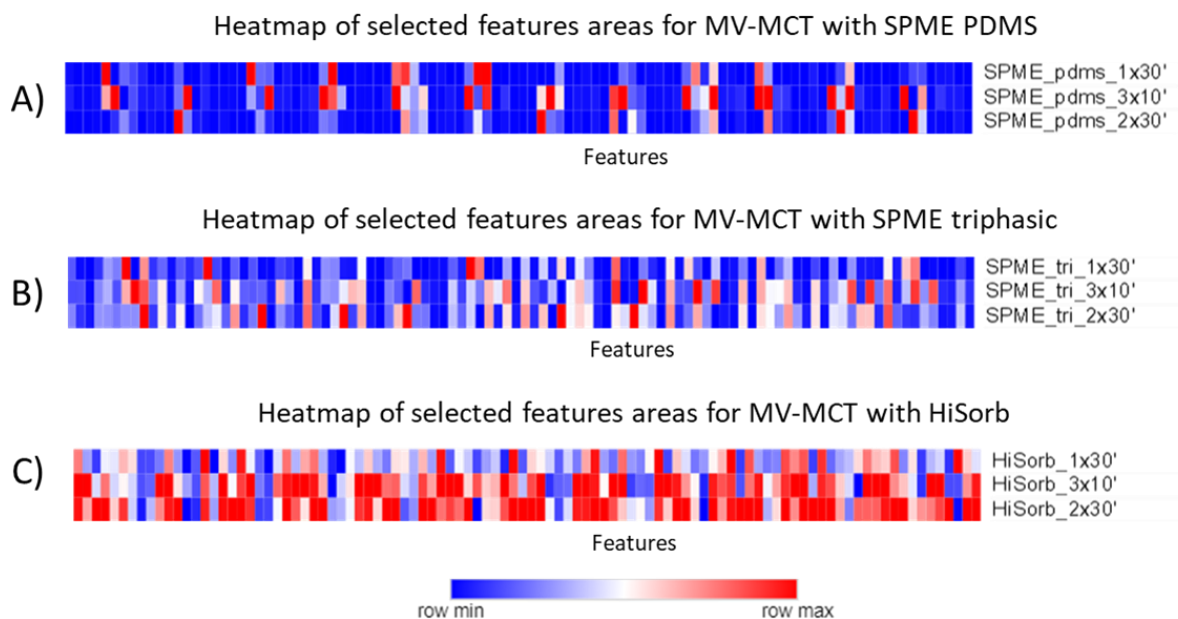 Heatmap of selected features areas for MV-MCT with SPME PDMS
A)
SPME_pdms_1x30'
SPME_pdms_3x10'
SPME_pdms_2x30'
Features
Heatmap of selected features areas for MV-MCT with SPME triphasic
B)
SPME_tri_1x30'
SPME_tri_3x10'
SPME_tri_2x30'
Features
Heatmap of selected features areas for MV-MCT with HiSorb
C)
HiSorb_1x30'
HiSorb_3x10'
HiSorb_2x30'
Features
row min row max